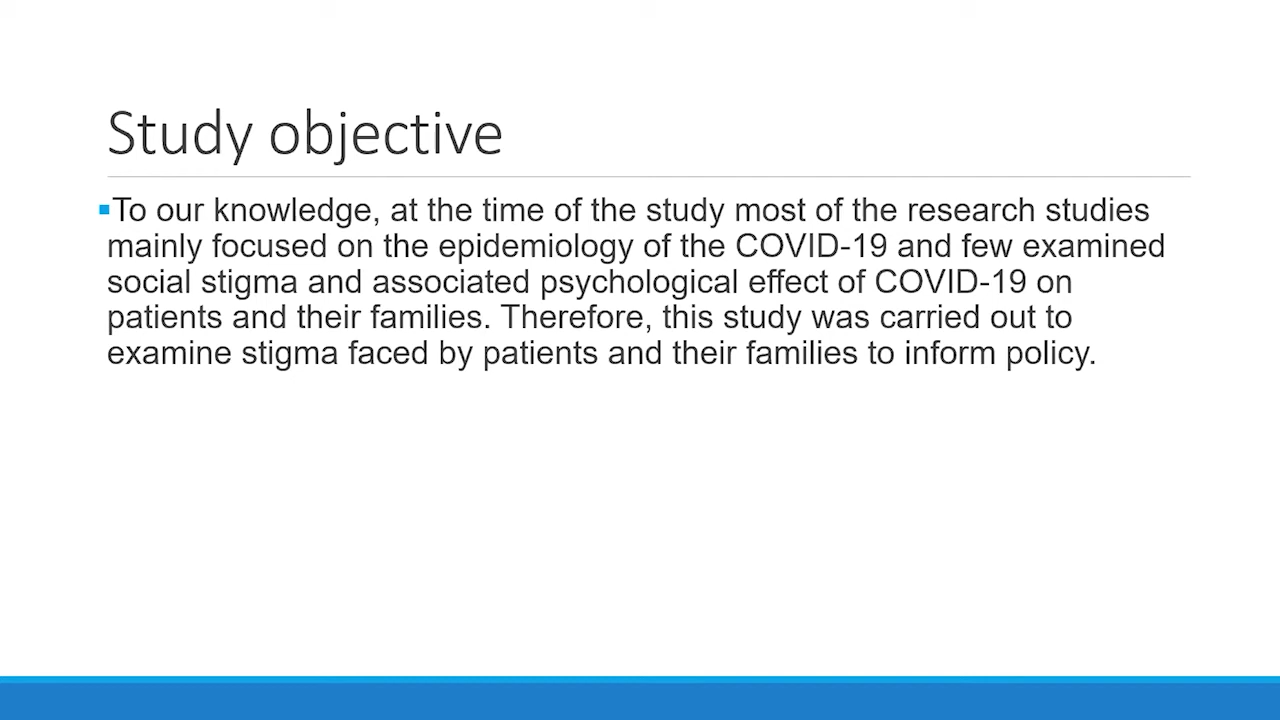 Study objective
▪To our knowledge, at the time of the study most of the research studies
mainly focused on the epidemiology of the COVID-19 and few examined
social stigma and associated psychological effect of COVID-19 on
patients and their families. Therefore, this study was carried out to
examine stigma faced by patients and their families to inform policy.